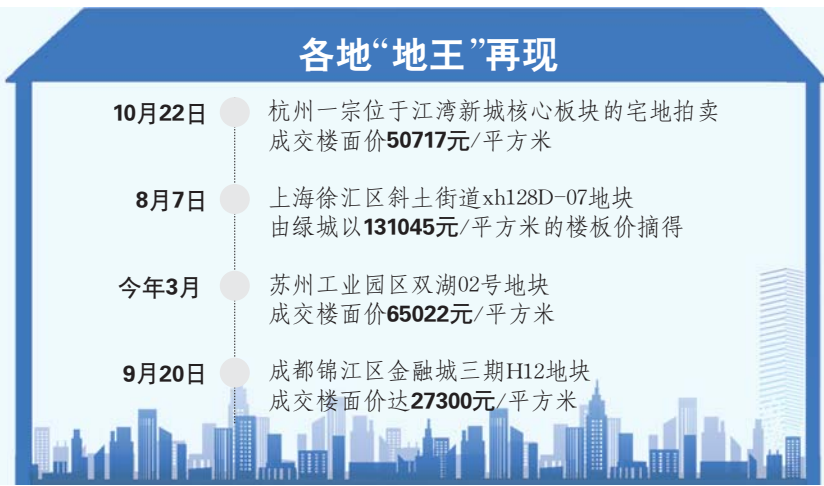 各地“地王”再现
10月22日
杭州一宗位于江湾新城核心板块的宅地拍卖
成交楼面价50717元/平方米
8月7日
上海徐汇区斜土街道xh128D-07地块
由绿城以131045元/平方米的楼板价摘得
今年3月
苏州工业园区双湖02号地块
成交楼面价65022元/平方米
9月20日
成都锦江区金融城三期H12地块
成交楼面价达27300元/平方米